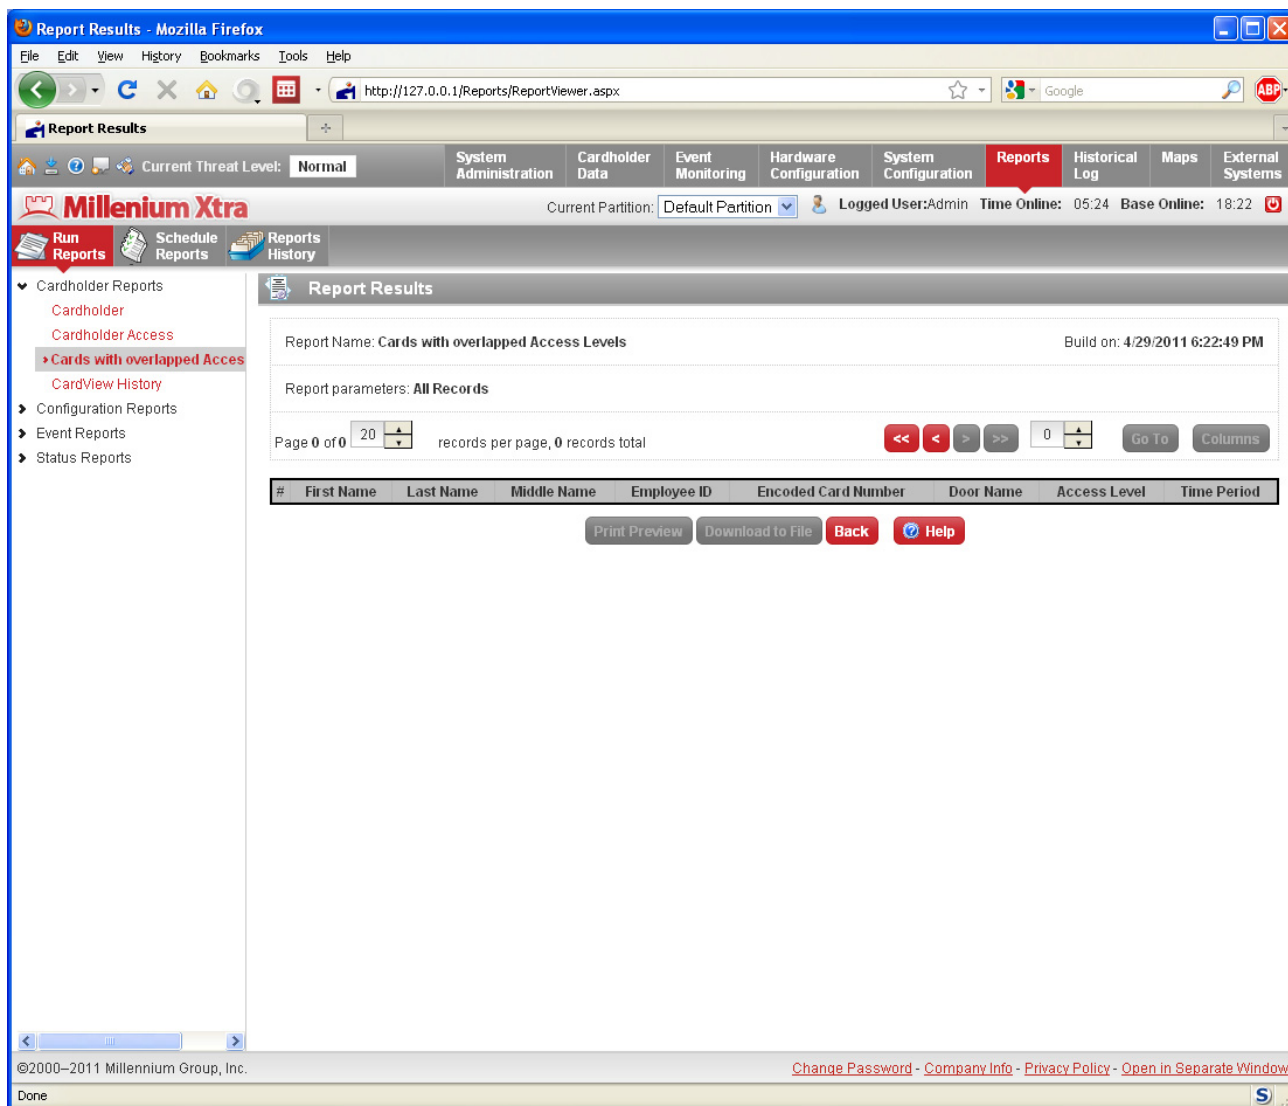 Report Results - Mozilla Firefox
File Edit View History Bookmarks Tools Help
http://127.0.0.1/Reports/ReportViewer.aspx Google ABP
Report Results
Current Threat Level: Normal
System Administration Cardholder Data Event Monitoring Hardware Configuration System Configuration Reports Historical Log Maps External Systems
Millenium Xtra
Current Partition: Default Partition Logged User:Admin Time Online: 05:24 Base Online: 18:22
Run Reports Schedule Reports Reports History
Cardholder Reports
Cardholder
Cardholder Access
Cards with overlapped Acces
CardView History
Configuration Reports
Event Reports
Status Reports
Report Results
Report Name: Cards with overlapped Access Levels Build on: 4/29/2011 6:22:49 PM
Report parameters: All Records
Page 0 of 0 20 records per page, 0 records total << < > >> 0 Go To Columns
# First Name Last Name Middle Name Employee ID Encoded Card Number Door Name Access Level Time Period
Print Preview Download to File Back Help
©2000–2011 Millennium Group, Inc. Change Password - Company Info - Privacy Policy - Open in Separate Window
Done S